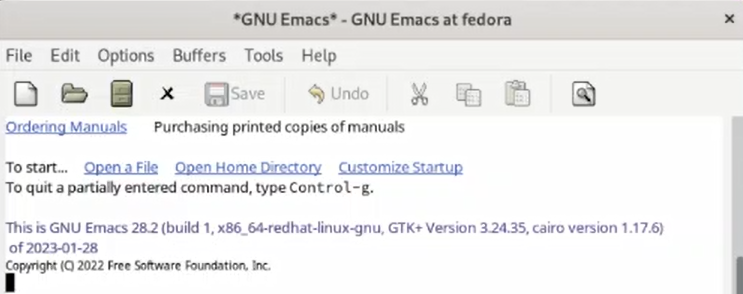 *GNU Emacs* - GNU Emacs at fedora ×
File Edit Options Buffers Tools Help
Save Undo
Ordering Manuals Purchasing printed copies of manuals
To start... Open a File Open Home Directory Customize Startup
To quit a partially entered command, type Control-g.
This is GNU Emacs 28.2 (build 1, x86_64-redhat-linux-gnu, GTK+ Version 3.24.35, cairo version 1.17.6)
of 2023-01-28
Copyright (C) 2022 Free Software Foundation, Inc.